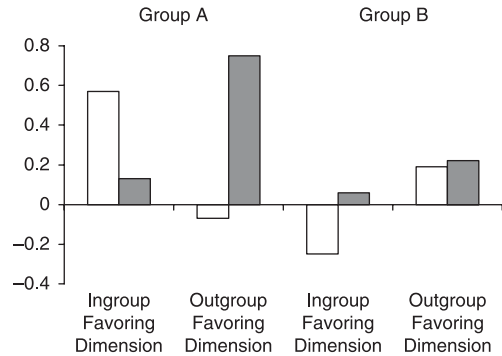 Group A Group B
0.8
0.6
0.4
0.2
0
−0.2
−0.4
Ingroup Favoring Dimension
Outgroup Favoring Dimension
Ingroup Favoring Dimension
Outgroup Favoring Dimension